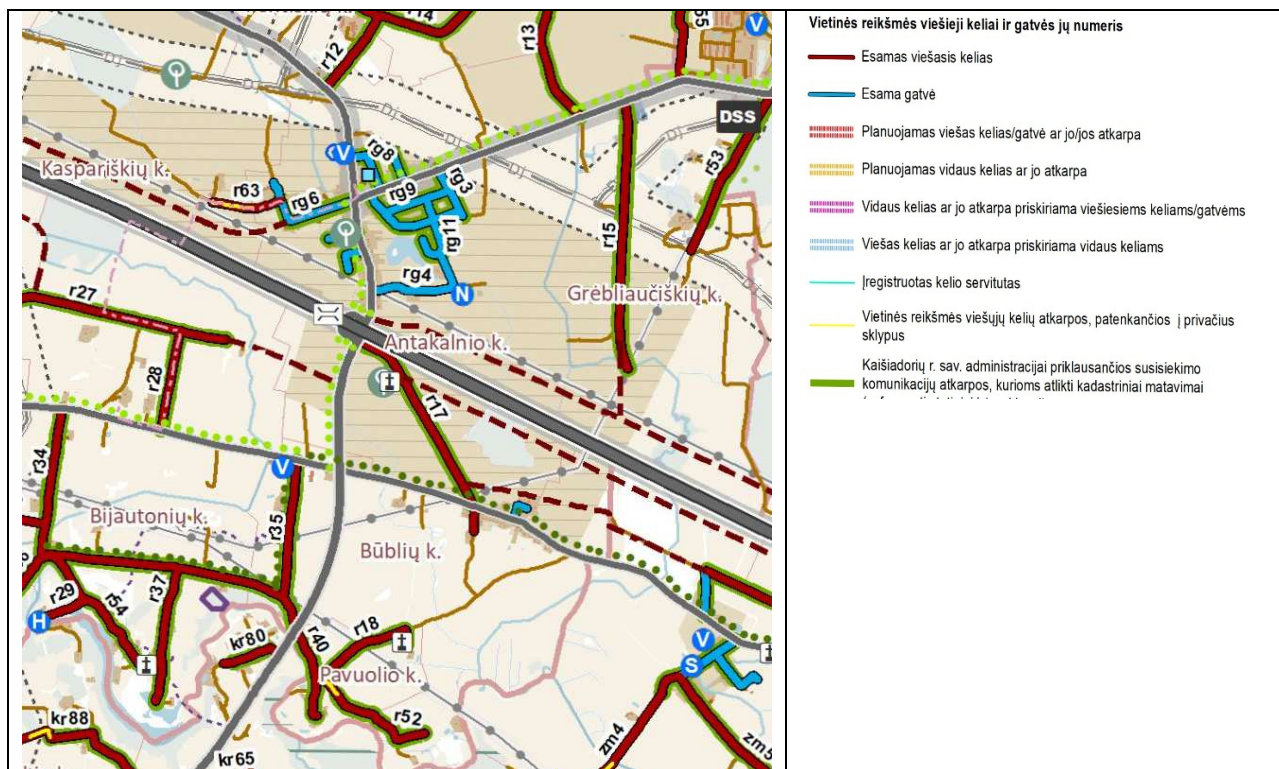 r14
r12
r13
V
DSS
rg8
V
r53
Kaspariškių k.
r63
rg6
rg9
rg3
rg11
r15
rg4
N
Grėbliaučiškių k.
r27
Antakalnio k.
r28
r17
r34
V
r35
Bijautonių k.
Būblių k.
r29
r54
r37
H
kr80
r40
r18
V
S
Pavuolio k.
r52
kr88
kr65
zm4
zm5
Vietinės reikšmės viešieji keliai ir gatvės jų numeris
Esamas viešasis kelias
Esama gatvė
Planuojamas viešas kelias/gatvė ar jo/jos atkarpa
Planuojamas vidaus kelias ar jo atkarpa
Vidaus kelias ar jo atkarpa priskiriama viešiesiems keliams/gatvėms
Viešas kelias ar jo atkarpa priskiriama vidaus keliams
Įregistruotas kelio servitutas
Vietinės reikšmės viešųjų kelių atkarpos, patenkančios į privačius
sklypus
Kaišiadorių r. sav. administracijai priklausančios susisiekimo
komunikacijų atkarpos, kurioms atlikti kadastriniai matavimai